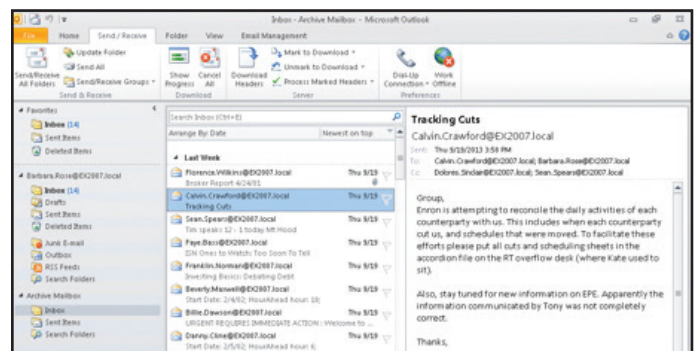 Inbox - Archive Mailbox - Microsoft Outlook
File Home Send / Receive Folder View Email Management
Send/Receive All Folders
Update Folder
Send All
Send/Receive Groups
Send & Receive
Show Progress
Cancel All
Download
Download Headers
Mark to Download
Unmark to Download
Process Marked Headers
Server
Dial-Up Connection
Work Offline
Preferences
Favorites
Inbox (14)
Sent Items
Deleted Items
Barbara.Rose@EX2007.local
Inbox (14)
Drafts
Sent Items
Deleted Items
Junk E-mail
Outbox
RSS Feeds
Search Folders
Archive Mailbox
Inbox
Sent Items
Search Folders
Search Inbox (Ctrl+E)
Arrange By: Date Newest on top
Last Week
Florence.Wilkins@EX2007.local Thu 9/19
Broker Report 4/24/01
Calvin.Crawford@EX2007.local Thu 9/19
Tracking Cuts
Sean.Spears@EX2007.local Thu 9/19
Tim speaks 12 - 1 today Mt.Hood
Faye.Bass@EX2007.local Thu 9/19
ISN Ones to Watch: Too Soon To Tell
Franklin.Norman@EX2007.local Thu 9/19
Investing Basics: Debating Debt
Beverly.Maxwell@EX2007.local Thu 9/19
Start Date: 2/4/02; HourAhead hour: 18;
Billie.Dawson@EX2007.local Thu 9/19
URGENT REQUIRES IMMEDIATE ACTION : Welcome to ...
Danny.Cline@EX2007.local Thu 9/19
Start Date: 2/5/02; HourAhead hour: 6;
Tracking Cuts
Calvin.Crawford@EX2007.local
Sent: Thu 9/19/2013 3:58 PM
To: Calvin.Crawford@EX2007.local; Barbara.Rose@EX2007.local
Cc: Dolores.Sinclair@EX2007.local; Sean.Spears@EX2007.local
Group,
Enron is attempting to reconcile the daily activities of each
counterparty with us. This includes when each counterparty
cut us, and schedules that were moved. To facilitate these
efforts please put all cuts and scheduling sheets in the
accordion file on the RT overflow desk (where Kate used to
sit).
Also, stay tuned for new information on EPE. Apparently the
information communicated by Tony was not completely
correct.
Thanks,